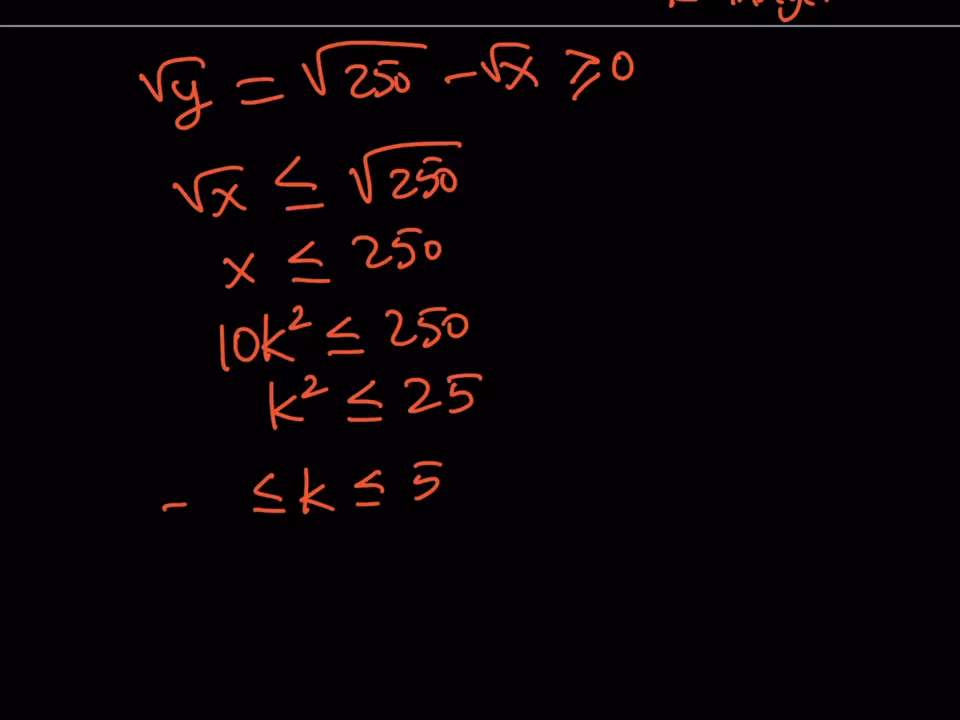 √y = √250 - √x ≥ 0
√x ≤ √250
x ≤ 250
10k² ≤ 250
k² ≤ 25
- ≤ k ≤ 5